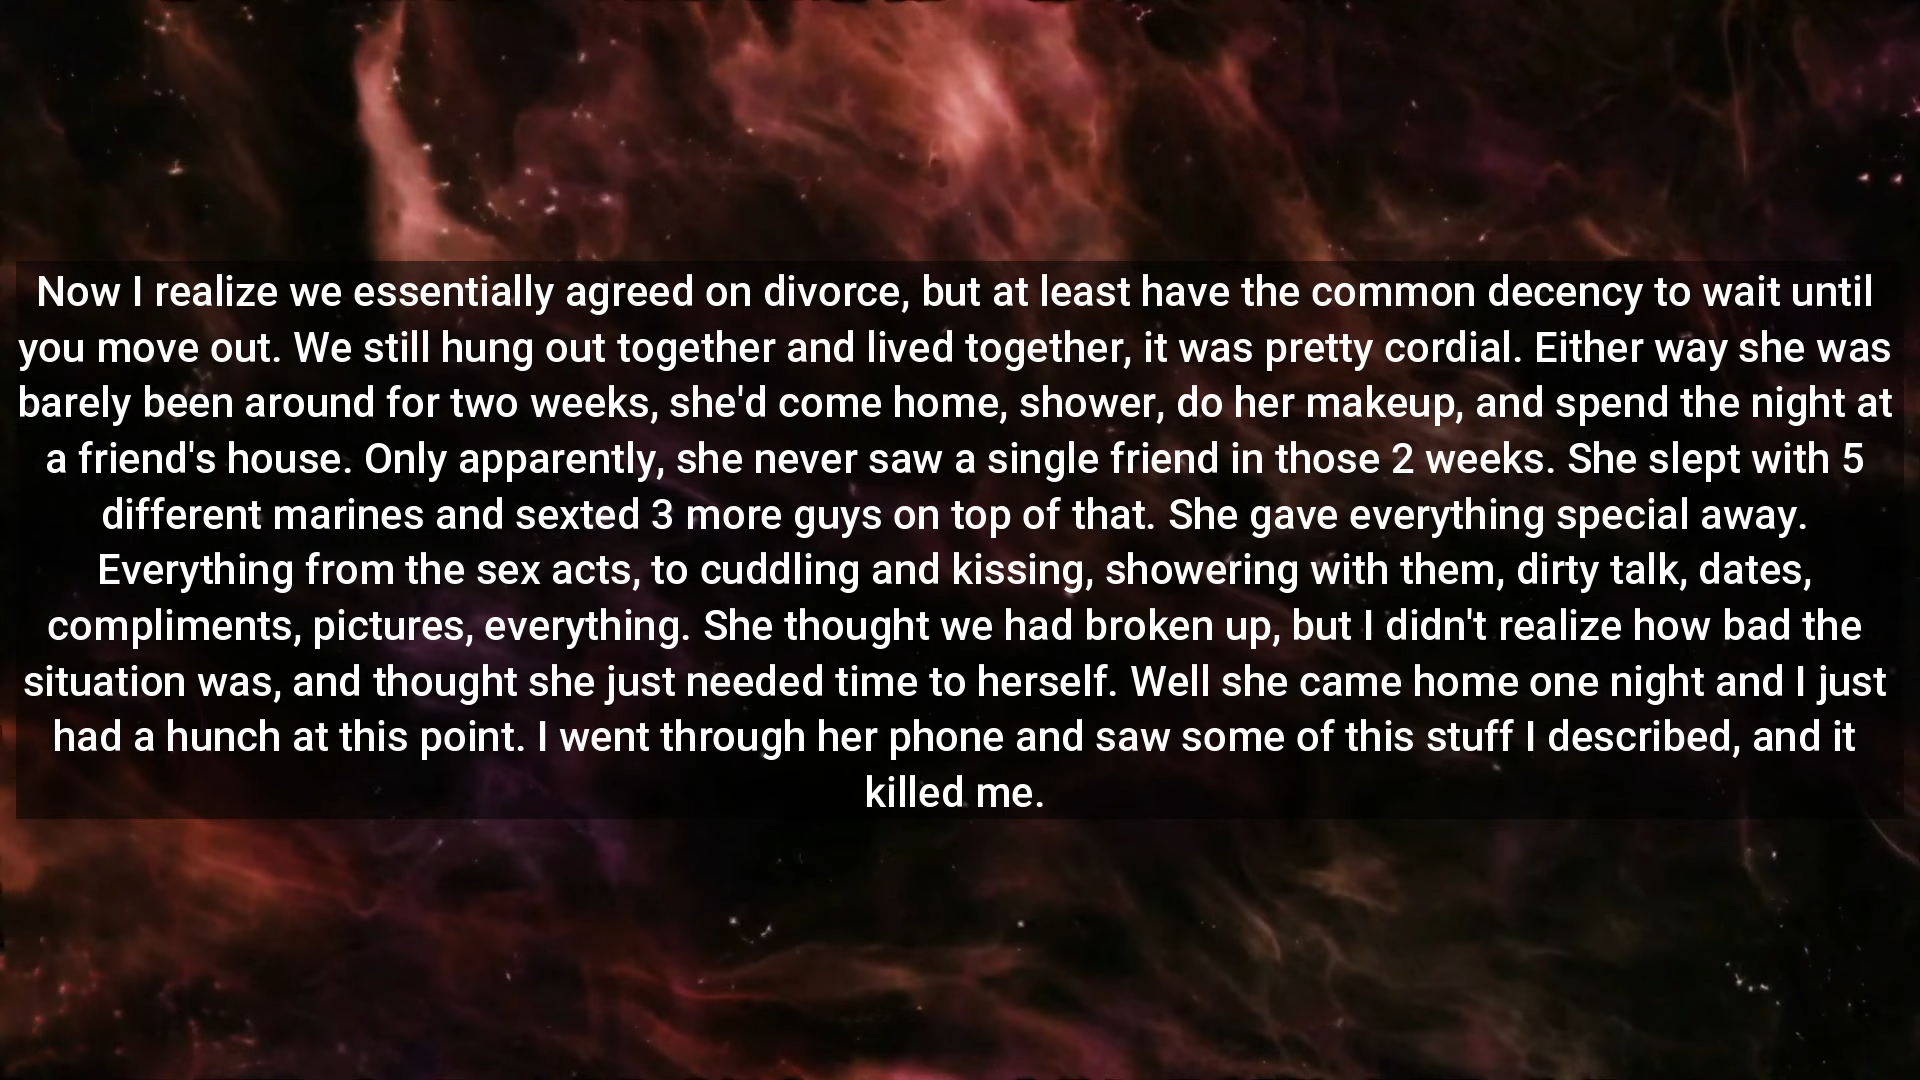 Now I realize we essentially agreed on divorce, but at least have the common decency to wait until
you move out. We still hung out together and lived together, it was pretty cordial. Either way she was
barely been around for two weeks, she'd come home, shower, do her makeup, and spend the night at
a friend's house. Only apparently, she never saw a single friend in those 2 weeks. She slept with 5
different marines and sexted 3 more guys on top of that. She gave everything special away.
Everything from the sex acts, to cuddling and kissing, showering with them, dirty talk, dates,
compliments, pictures, everything. She thought we had broken up, but I didn't realize how bad the
situation was, and thought she just needed time to herself. Well she came home one night and I just
had a hunch at this point. I went through her phone and saw some of this stuff I described, and it
killed me.